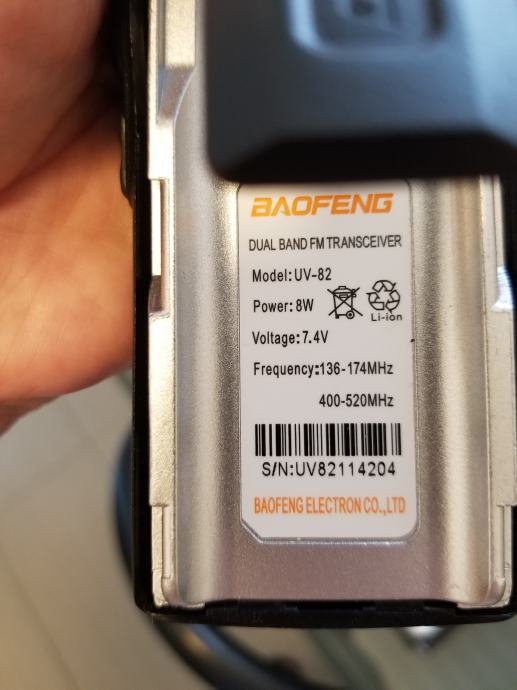 BAOFENG
DUAL BAND FM TRANSCEIVER
Model:UV-82
Power:8W
Li-ion
Voltage:7.4V
Frequency:136-174MHz
400-520MHz
S/N:UV82114204
BAOFENG ELECTRON CO.,LTD